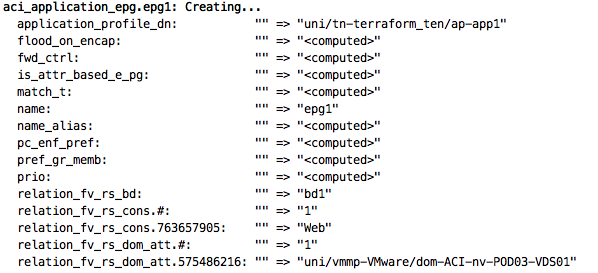 aci_application_epg.epg1: Creating...
application_profile_dn: "" => "uni/tn-terraform_ten/ap-app1"
flood_on_encap: "" => "<computed>"
fwd_ctrl: "" => "<computed>"
is_attr_based_e_pg: "" => "<computed>"
match_t: "" => "<computed>"
name: "" => "epg1"
name_alias: "" => "<computed>"
pc_enf_pref: "" => "<computed>"
pref_gr_memb: "" => "<computed>"
prio: "" => "<computed>"
relation_fv_rs_bd: "" => "bd1"
relation_fv_rs_cons.#: "" => "1"
relation_fv_rs_cons.763657905: "" => "Web"
relation_fv_rs_dom_att.#: "" => "1"
relation_fv_rs_dom_att.575486216: "" => "uni/vmmp-VMware/dom-ACI-nv-POD03-VDS01"